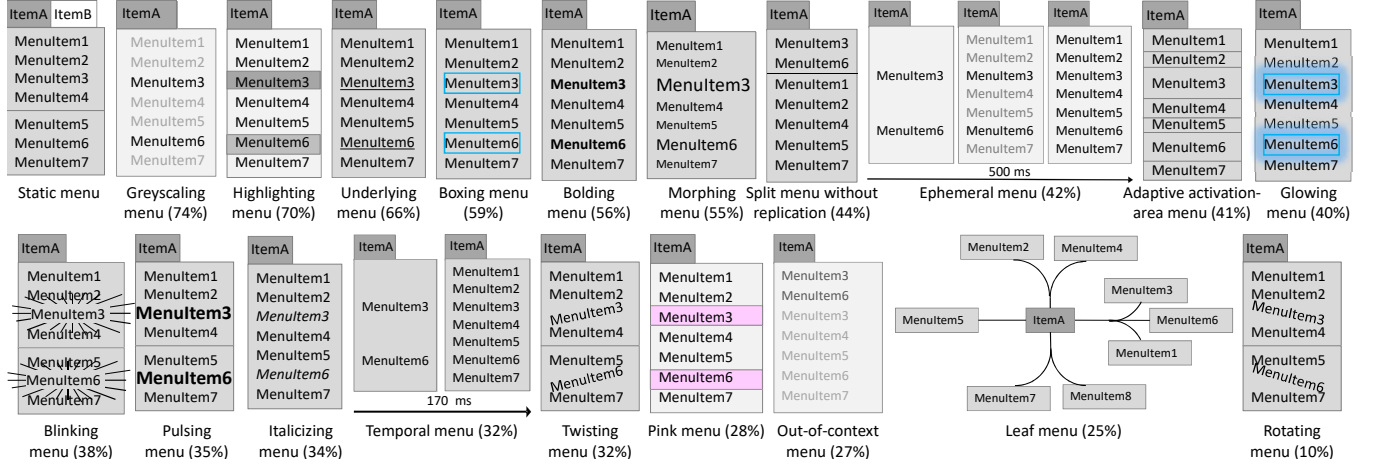 ItemA ItemB
MenuItem1
MenuItem2
MenuItem3
MenuItem4
MenuItem5
MenuItem6
MenuItem7
Static menu
ItemA
MenuItem1
MenuItem2
MenuItem3
MenuItem4
MenuItem5
MenuItem6
MenuItem7
Greyscaling
menu (74%)
ItemA
MenuItem1
MenuItem2
MenuItem3
MenuItem4
MenuItem5
MenuItem6
MenuItem7
Highlighting
menu (70%)
ItemA
MenuItem1
MenuItem2
MenuItem3
MenuItem4
MenuItem5
MenuItem6
MenuItem7
Underlying
menu (66%)
ItemA
MenuItem1
MenuItem2
MenuItem3
MenuItem4
MenuItem5
MenuItem6
MenuItem7
Boxing menu
(59%)
ItemA
MenuItem1
MenuItem2
MenuItem3
MenuItem4
MenuItem5
MenuItem6
MenuItem7
Bolding
menu (56%)
ItemA
MenuItem1
MenuItem2
MenuItem3
MenuItem4
MenuItem5
MenuItem6
MenuItem7
Morphing
menu (55%)
ItemA
MenuItem3
MenuItem6
MenuItem1
MenuItem2
MenuItem4
MenuItem5
MenuItem7
Split menu without
replication (44%)
ItemA
MenuItem3
MenuItem6
ItemA
MenuItem1
MenuItem2
MenuItem3
MenuItem4
MenuItem5
MenuItem6
MenuItem7
ItemA
MenuItem1
MenuItem2
MenuItem3
MenuItem4
MenuItem5
MenuItem6
MenuItem7
500 ms
Ephemeral menu (42%)
ItemA
MenuItem1
MenuItem2
MenuItem3
MenuItem4
MenuItem5
MenuItem6
MenuItem7
Adaptive activation-
area menu (41%)
ItemA
MenuItem1
MenuItem2
MenuItem3
MenuItem4
MenuItem5
MenuItem6
MenuItem7
Glowing
menu (40%)
ItemA
MenuItem1
MenuItem2
MenuItem3
MenuItem4
MenuItem5
MenuItem6
MenuItem7
Blinking
menu (38%)
ItemA
MenuItem1
MenuItem2
MenuItem3
MenuItem4
MenuItem5
MenuItem6
MenuItem7
Pulsing
menu (35%)
ItemA
MenuItem1
MenuItem2
MenuItem3
MenuItem4
MenuItem5
MenuItem6
MenuItem7
Italicizing
menu (34%)
ItemA
MenuItem3
MenuItem6
ItemA
MenuItem1
MenuItem2
MenuItem3
MenuItem4
MenuItem5
MenuItem6
MenuItem7
170 ms
Temporal menu (32%)
ItemA
MenuItem1
MenuItem2
MenuItem3
MenuItem4
MenuItem5
MenuItem6
MenuItem7
Twisting
menu (32%)
ItemA
MenuItem1
MenuItem2
MenuItem3
MenuItem4
MenuItem5
MenuItem6
MenuItem7
Pink menu (28%)
ItemA
MenuItem3
MenuItem6
MenuItem3
MenuItem4
MenuItem5
MenuItem6
MenuItem7
Out-of-context
menu (27%)
MenuItem2
MenuItem4
MenuItem3
MenuItem5
ItemA
MenuItem6
MenuItem1
MenuItem7
MenuItem8
Leaf menu (25%)
ItemA
MenuItem1
MenuItem2
MenuItem3
MenuItem4
MenuItem5
MenuItem6
MenuItem7
Rotating
menu (10%)